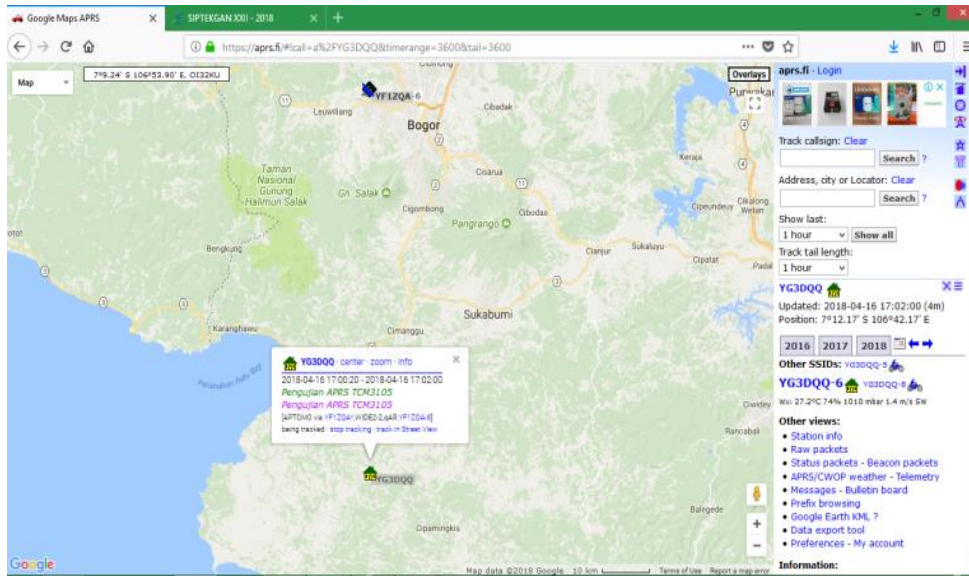 Google Maps APRS
SIPTEKGAN XXII - 2018
https://aprs.fi/#!call=a%2FYG3DQQ&timerange=3600&tail=3600
Map
7°9.24' S 106°53.90' E, OI32KU
Overlays
YF1ZQA-6
Leuwiliang
Cibadak
Bogor
Taman
Nasional
Gunung
Halimun Salak
Gn. Salak
Cisarua
Cigombong
Pangrango
Cibodas
Cianjur
Sukaluyu
Cipeundeuy
Cikalong
Wetan
Cipatat
Bengkung
Sukabumi
Karanghawu
Cimanggu
YG3DQQ · center · zoom · info
2018-04-16 17:00:20 - 2018-04-16 17:02:00
Pengujian APRS TCM3105
Pengujian APRS TCM3105
being tracked stop tracking track in Street View
YG3DQQ
Ciwidey
Rancabali
Balegede
Cipamingkis
Google
Map data ©2018 Google 10 km Terms of Use Report a map error
aprs.fi · Login
Track callsign: Clear
Search ?
Address, city or Locator: Clear
Search ?
Show last:
1 hour Show all
Track tail length:
1 hour
YG3DQQ
Updated: 2018-04-16 17:02:00 (4m)
Position: 7°12.17' S 106°42.17' E
2016 2017 2018
Other SSIDs: YG3DQQ-9
YG3DQQ-6 YG3DQQ-8
Wx: 27.2°C 74% 1010 mbar 1.4 m/s SW
Other views:
• Station info
• Raw packets
• Status packets - Beacon packets
• APRS/CWOP weather - Telemetry
• Messages - Bulletin board
• Prefix browsing
• Google Earth KML ?
• Data export tool
• Preferences - My account
Information: